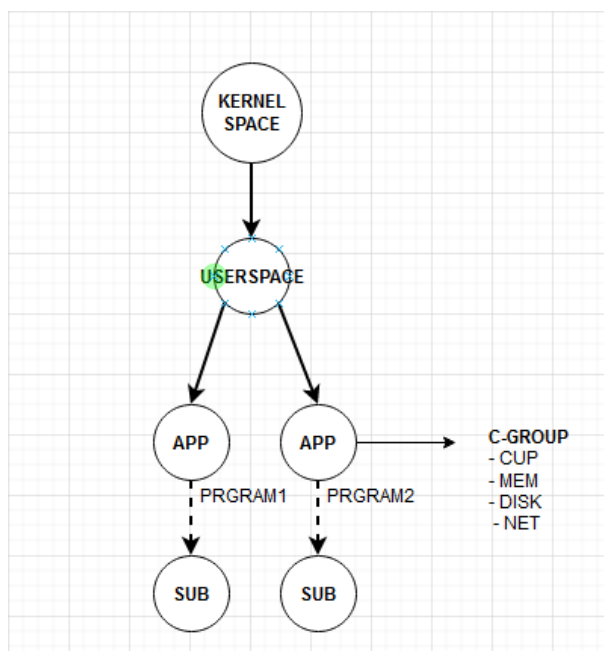 KERNEL
SPACE
USERSPACE
APP
APP
C-GROUP
- CUP
- MEM
- DISK
- NET
PRGRAM1
PRGRAM2
SUB
SUB